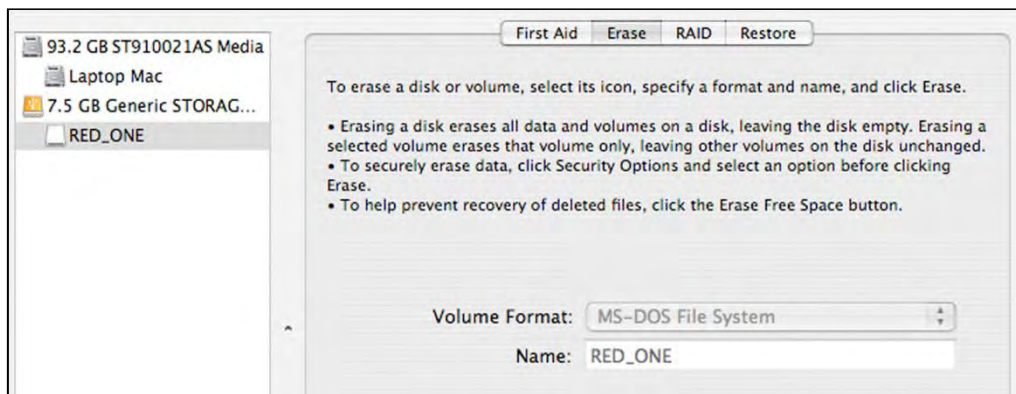 93.2 GB ST910021AS Media
Laptop Mac
7.5 GB Generic STORAG...
RED_ONE
First Aid Erase RAID Restore
To erase a disk or volume, select its icon, specify a format and name, and click Erase.
• Erasing a disk erases all data and volumes on a disk, leaving the disk empty. Erasing a
selected volume erases that volume only, leaving other volumes on the disk unchanged.
• To securely erase data, click Security Options and select an option before clicking
Erase.
• To help prevent recovery of deleted files, click the Erase Free Space button.
Volume Format: MS-DOS File System
Name: RED_ONE